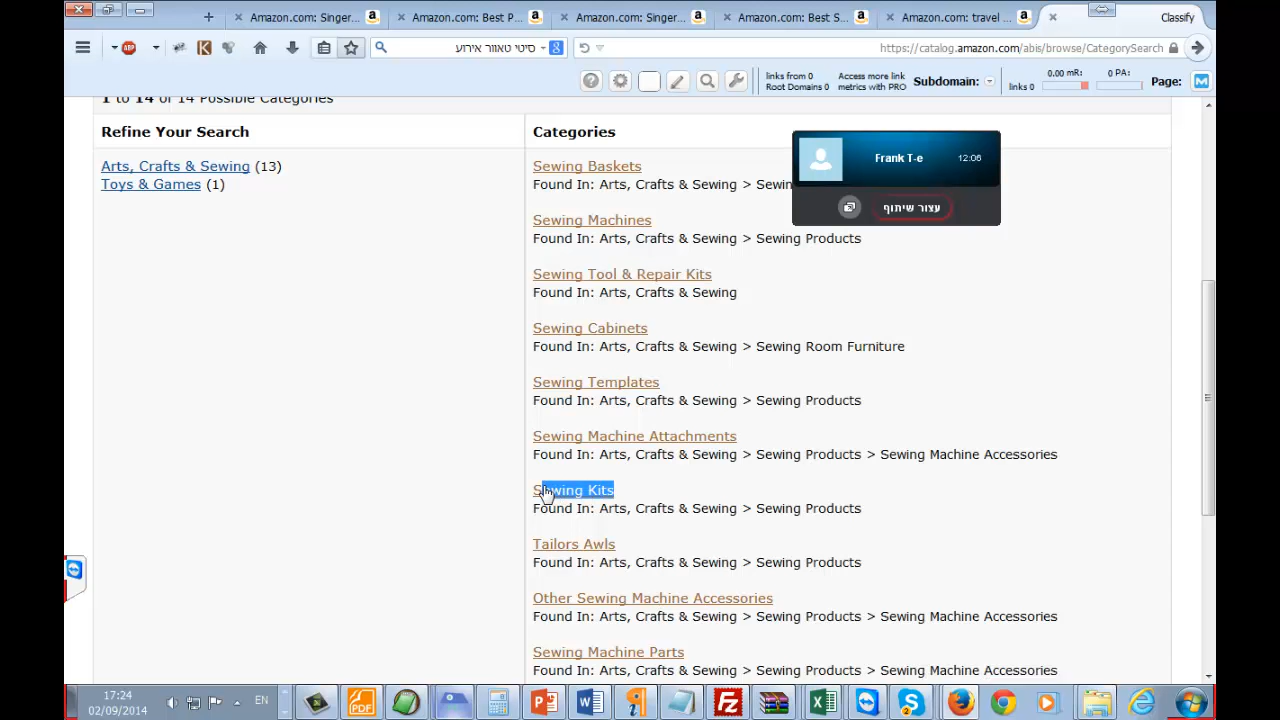 Amazon.com: Singer...
Amazon.com: Best P...
Amazon.com: Singer...
Amazon.com: Best S...
Amazon.com: travel ...
Classify
ABP
K
סיטי טאוור אירוע
8
https://catalog.amazon.com/abis/browse/CategorySearch
links from 0
Root Domains 0
Access more link
metrics with PRO
Subdomain:
links 0
0.00 mR:
0 PA:
Page:
M
1 to 14 of 14 Possible Categories
Refine Your Search
Arts, Crafts & Sewing (13)
Toys & Games (1)
Categories
Sewing Baskets
Found In: Arts, Crafts & Sewing > Sewin
Sewing Machines
Found In: Arts, Crafts & Sewing > Sewing Products
Sewing Tool & Repair Kits
Found In: Arts, Crafts & Sewing
Sewing Cabinets
Found In: Arts, Crafts & Sewing > Sewing Room Furniture
Sewing Templates
Found In: Arts, Crafts & Sewing > Sewing Products
Sewing Machine Attachments
Found In: Arts, Crafts & Sewing > Sewing Products > Sewing Machine Accessories
Sewing Kits
Found In: Arts, Crafts & Sewing > Sewing Products
Tailors Awls
Found In: Arts, Crafts & Sewing > Sewing Products
Other Sewing Machine Accessories
Found In: Arts, Crafts & Sewing > Sewing Products > Sewing Machine Accessories
Sewing Machine Parts
Found In: Arts, Crafts & Sewing > Sewing Products > Sewing Machine Accessories
Frank T-e
12:06
עצור שיתוף
17:24
02/09/2014
EN
PDF